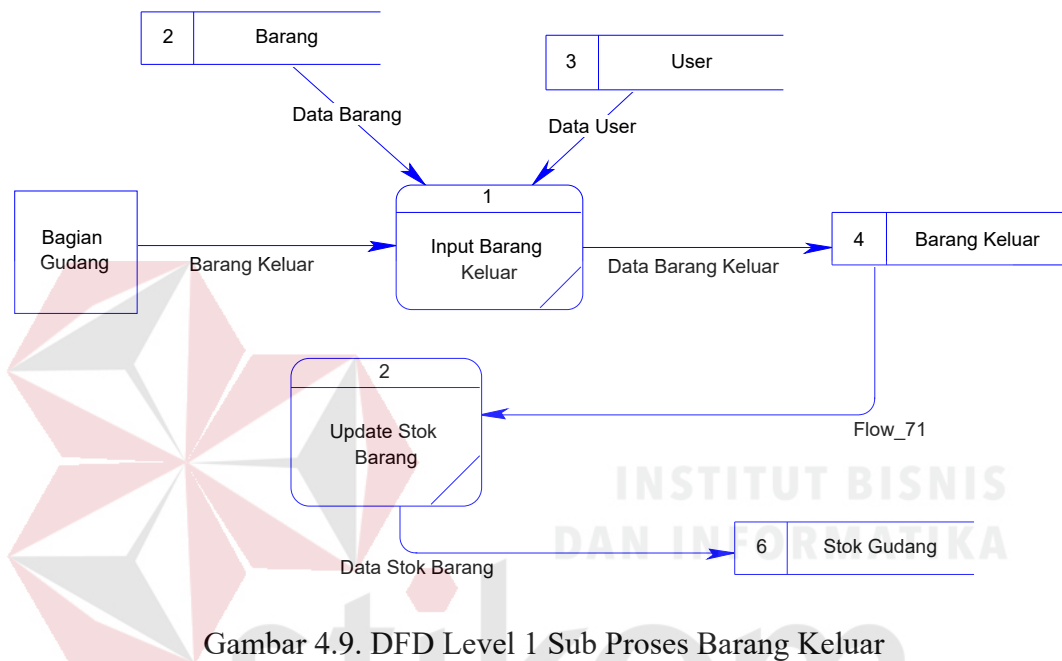 2 Barang
3 User
Data Barang
Data User
1
Bagian
Gudang
Barang Keluar
Input Barang
Keluar
Data Barang Keluar
4 Barang Keluar
2
Update Stok
Barang
Flow_71
INSTITUT BISNIS
DAN INFORMATIKA
Data Stok Barang
6 Stok Gudang
stikom
Gambar 4.9. DFD Level 1 Sub Proses Barang Keluar